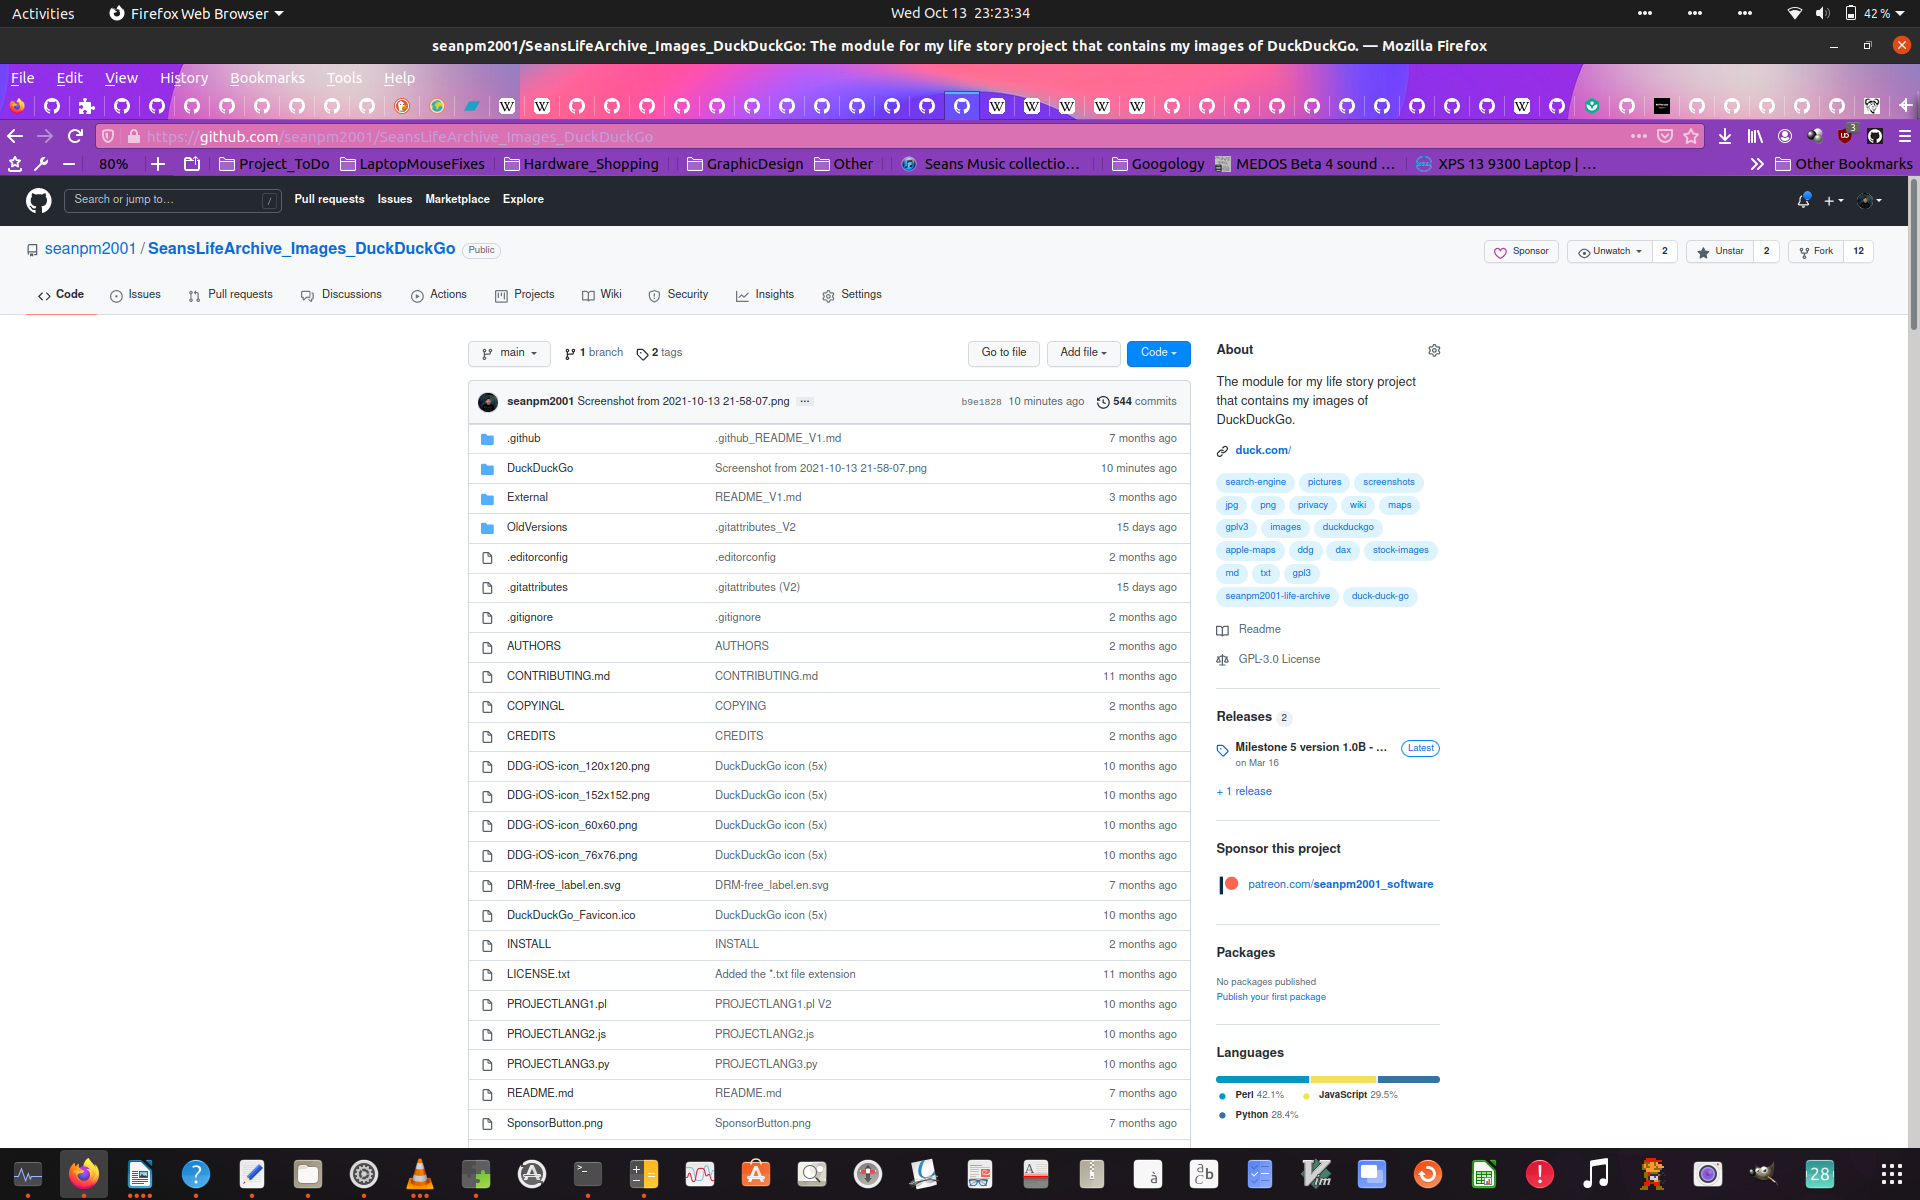 Activities
Firefox Web Browser
Wed Oct 13 23:23:34
42 %
seanpm2001/SeansLifeArchive_Images_DuckDuckGo: The module for my life story project that contains my images of DuckDuckGo. — Mozilla Firefox
File Edit View History Bookmarks Tools Help
https://github.com/seanpm2001/SeansLifeArchive_Images_DuckDuckGo
3
80%
Project_ToDo
LaptopMouseFixes
Hardware_Shopping
GraphicDesign
Other
Seans Music collectio…
Googology
MEDOS Beta 4 sound …
XPS 13 9300 Laptop | …
Other Bookmarks
Search or jump to…
/
Pull requests Issues Marketplace Explore
seanpm2001 / SeansLifeArchive_Images_DuckDuckGo
Public
Sponsor
Unwatch 2
Unstar 2
Fork 12
Code
Issues
Pull requests
Discussions
Actions
Projects
Wiki
Security
Insights
Settings
main
1 branch
2 tags
Go to file
Add file
Code
seanpm2001 Screenshot from 2021-10-13 21-58-07.png …
b9e1828 10 minutes ago
544 commits
.github .github_README_V1.md 7 months ago
DuckDuckGo Screenshot from 2021-10-13 21-58-07.png 10 minutes ago
External README_V1.md 3 months ago
OldVersions .gitattributes_V2 15 days ago
.editorconfig .editorconfig 2 months ago
.gitattributes .gitattributes (V2) 15 days ago
.gitignore .gitignore 2 months ago
AUTHORS AUTHORS 2 months ago
CONTRIBUTING.md CONTRIBUTING.md 11 months ago
COPYINGL COPYING 2 months ago
CREDITS CREDITS 2 months ago
DDG-iOS-icon_120x120.png DuckDuckGo icon (5x) 10 months ago
DDG-iOS-icon_152x152.png DuckDuckGo icon (5x) 10 months ago
DDG-iOS-icon_60x60.png DuckDuckGo icon (5x) 10 months ago
DDG-iOS-icon_76x76.png DuckDuckGo icon (5x) 10 months ago
DRM-free_label.en.svg DRM-free_label.en.svg 7 months ago
DuckDuckGo_Favicon.ico DuckDuckGo icon (5x) 10 months ago
INSTALL INSTALL 2 months ago
LICENSE.txt Added the *.txt file extension 11 months ago
PROJECTLANG1.pl PROJECTLANG1.pl V2 10 months ago
PROJECTLANG2.js PROJECTLANG2.js 10 months ago
PROJECTLANG3.py PROJECTLANG3.py 10 months ago
README.md README.md 7 months ago
SponsorButton.png SponsorButton.png 7 months ago
About
The module for my life story project
that contains my images of
DuckDuckGo.
duck.com/
search-engine pictures screenshots
jpg png privacy wiki maps
gplv3 images duckduckgo
apple-maps ddg dax stock-images
md txt gpl3
seanpm2001-life-archive duck-duck-go
Readme
GPL-3.0 License
Releases 2
Milestone 5 version 1.0B - …
Latest
on Mar 16
+ 1 release
Sponsor this project
patreon.com/seanpm2001_software
Packages
No packages published
Publish your first package
Languages
Perl 42.1%
JavaScript 29.5%
Python 28.4%
28